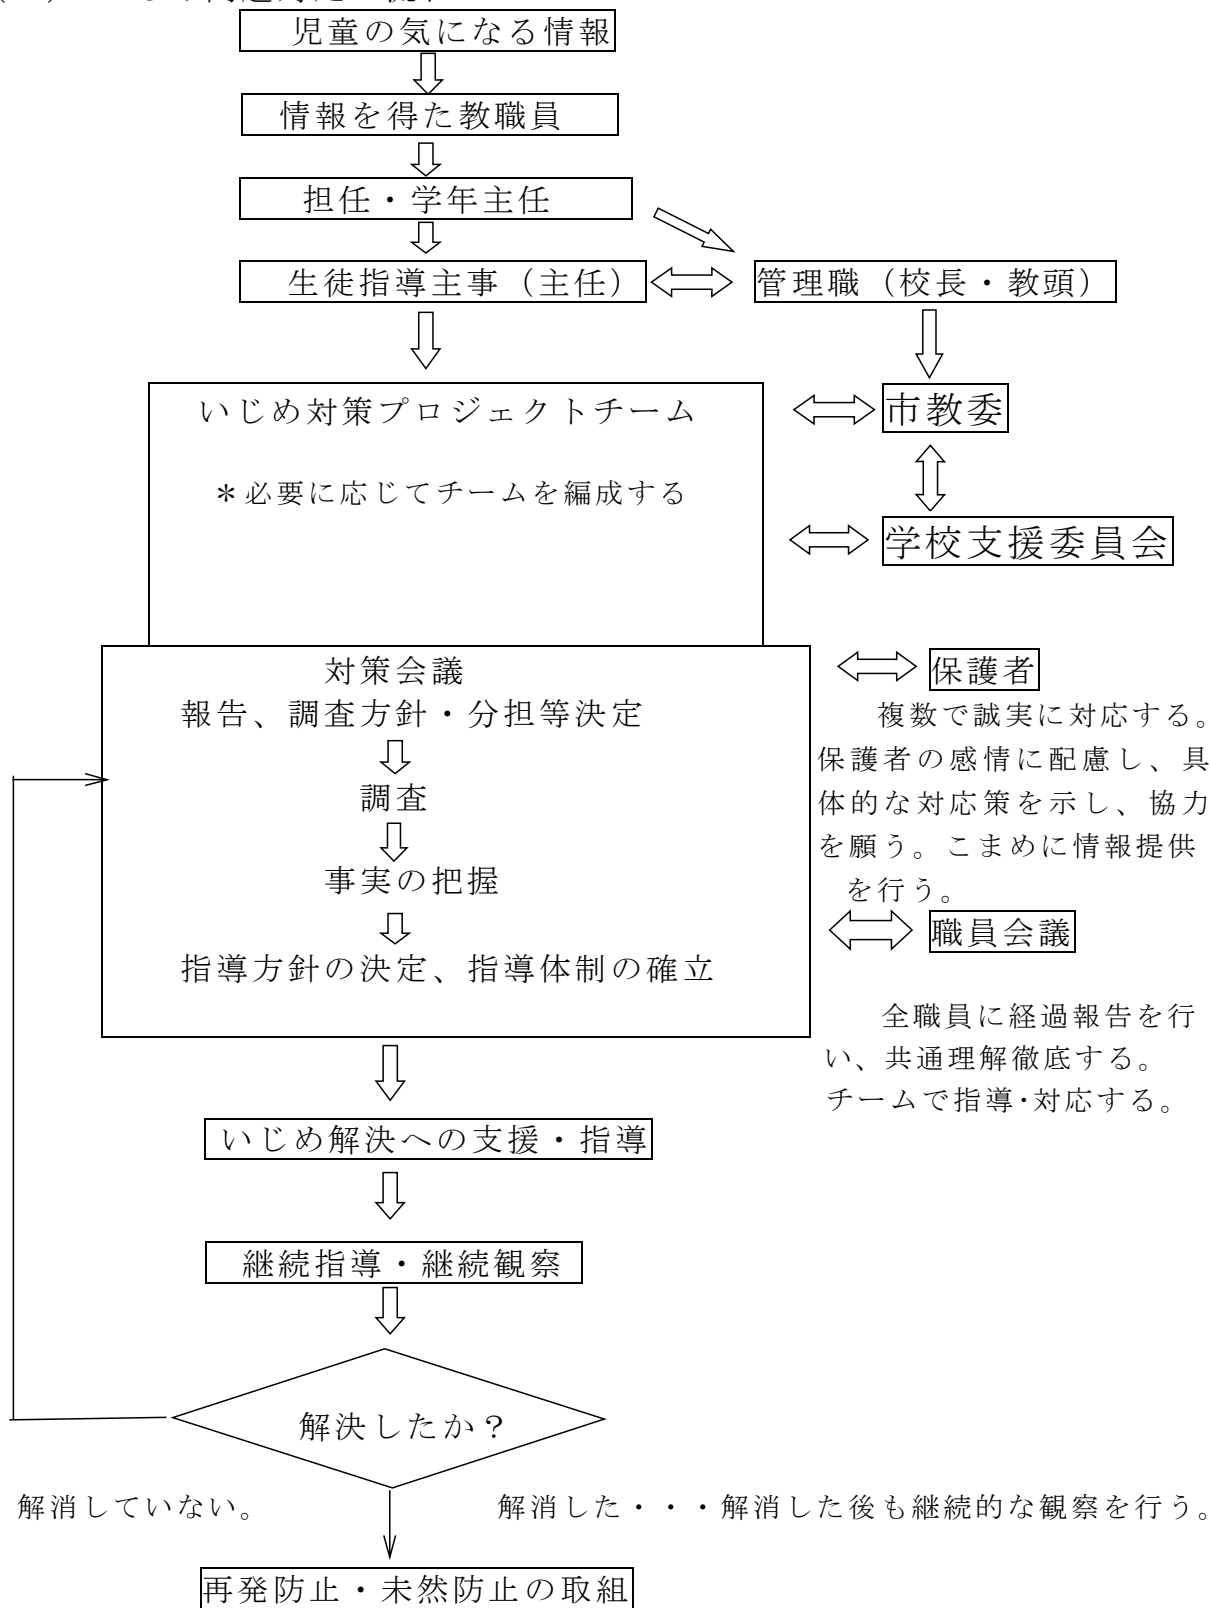 児童の気になる情報
情報を得た教職員
担任・学年主任
生徒指導主事（主任）
管理職（校長・教頭）
いじめ対策プロジェクトチーム
市教委
＊必要に応じてチームを編成する
学校支援委員会
対策会議
報告、調査方針・分担等決定
調査
事実の把握
指導方針の決定、指導体制の確立
保護者
複数で誠実に対応する。
保護者の感情に配慮し、具
体的な対応策を示し、協力
を願う。こまめに情報提供
を行う。
職員会議
全職員に経過報告を行
い、共通理解徹底する。
チームで指導・対応する。
いじめ解決への支援・指導
継続指導・継続観察
解決したか？
解消していない。
解消した・・・解消した後も継続的な観察を行う。
再発防止・未然防止の取組